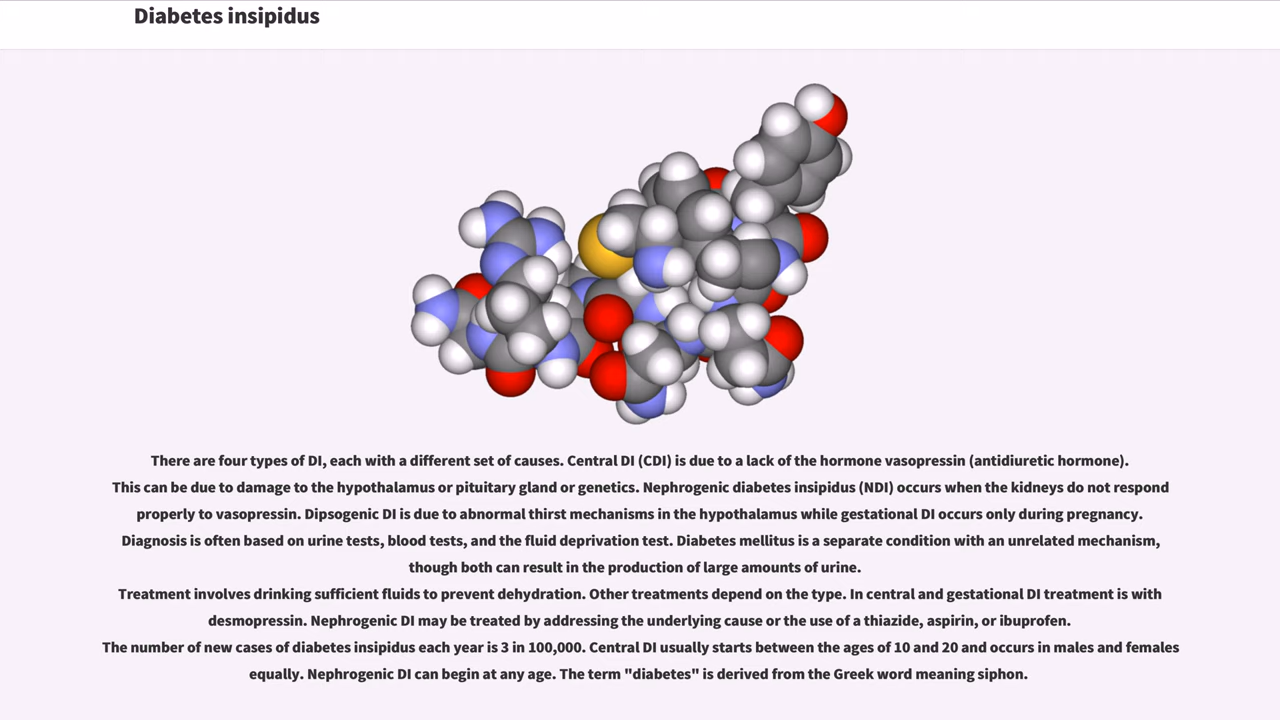 Diabetes insipidus
There are four types of DI, each with a different set of causes. Central DI (CDI) is due to a lack of the hormone vasopressin (antidiuretic hormone).
This can be due to damage to the hypothalamus or pituitary gland or genetics. Nephrogenic diabetes insipidus (NDI) occurs when the kidneys do not respond
properly to vasopressin. Dipsogenic DI is due to abnormal thirst mechanisms in the hypothalamus while gestational DI occurs only during pregnancy.
Diagnosis is often based on urine tests, blood tests, and the fluid deprivation test. Diabetes mellitus is a separate condition with an unrelated mechanism,
though both can result in the production of large amounts of urine.
Treatment involves drinking sufficient fluids to prevent dehydration. Other treatments depend on the type. In central and gestational DI treatment is with
desmopressin. Nephrogenic DI may be treated by addressing the underlying cause or the use of a thiazide, aspirin, or ibuprofen.
The number of new cases of diabetes insipidus each year is 3 in 100,000. Central DI usually starts between the ages of 10 and 20 and occurs in males and females
equally. Nephrogenic DI can begin at any age. The term "diabetes" is derived from the Greek word meaning siphon.